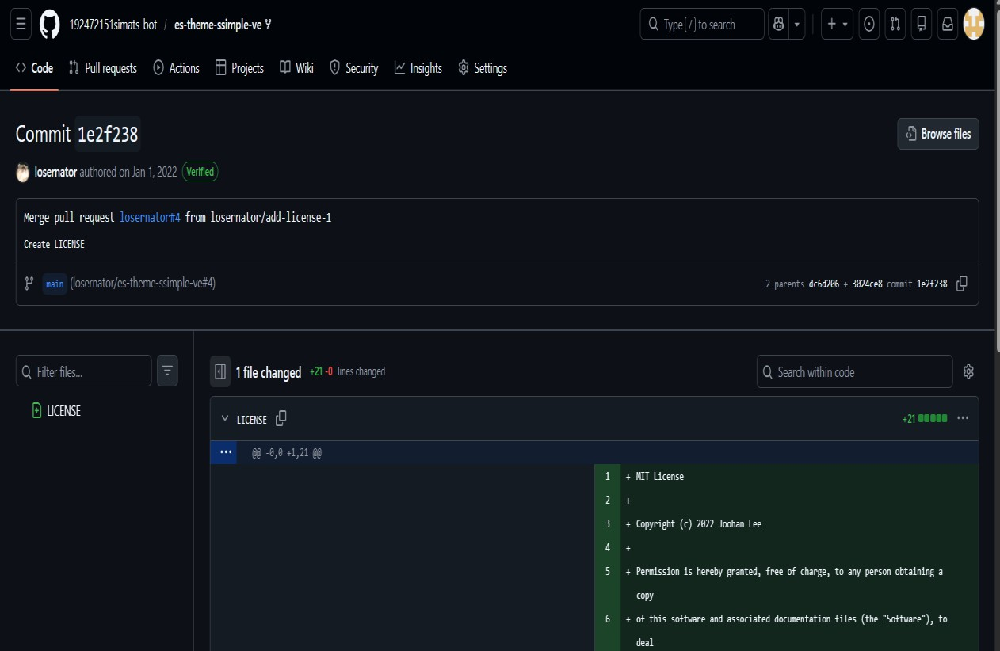 192472151simats-bot / es-theme-ssimple-ve
Type / to search
Code Pull requests Actions Projects Wiki Security Insights Settings
Commit 1e2f238
Browse files
losernator authored on Jan 1, 2022 Verified
Merge pull request losernator#4 from losernator/add-license-1
Create LICENSE
main (losernator/es-theme-ssimple-ve#4)
2 parents dc6d206 + 3024ce8 commit 1e2f238
Filter files...
LICENSE
1 file changed +21 -0 lines changed
Search within code
LICENSE
+21
@@ -0,0 +1,21 @@
1 + MIT License
2 +
3 + Copyright (c) 2022 Joohan Lee
4 +
5 + Permission is hereby granted, free of charge, to any person obtaining a
copy
6 + of this software and associated documentation files (the "Software"), to
deal